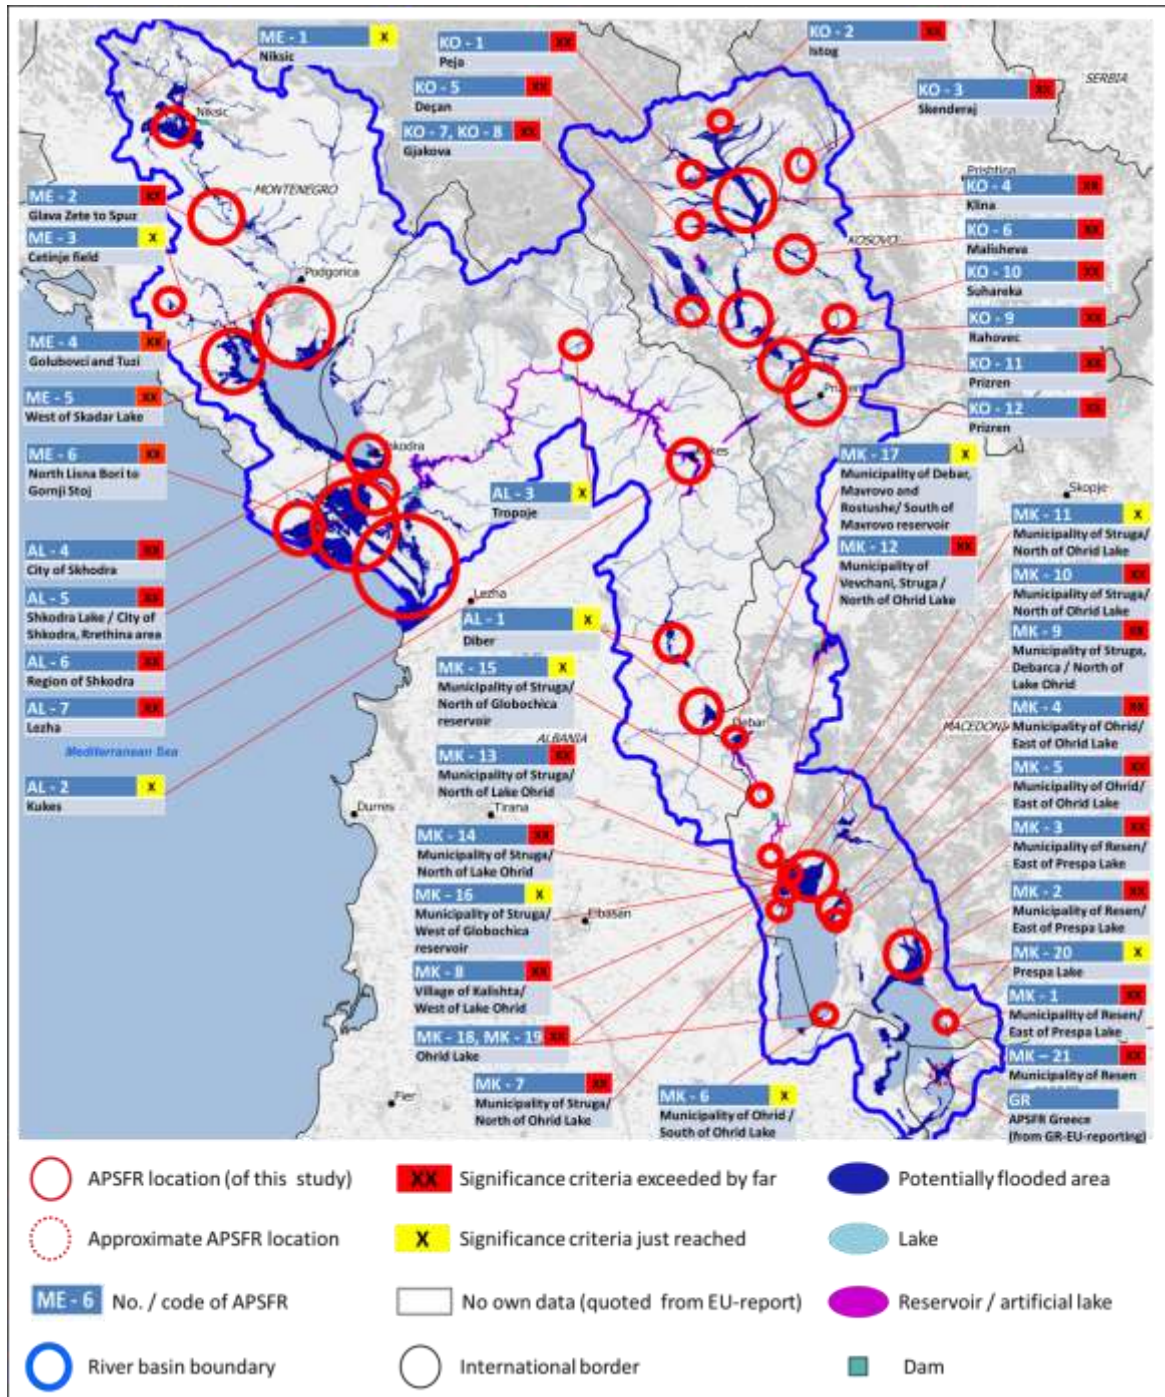 ME - 1 X
Niksic
KO - 1 XX
Peja
KO - 2 XX
Istog
KO - 5 XX
Deçan
KO - 3 XX
Skenderaj
SERBIA
KO - 7, KO - 8 XX
Gjakova
Niksic
Prishtina
MONTENEGRO
KO - 4 XX
Klina
ME - 2 XX
Glava Zete to Spuz
ME - 3 X
Cetinje field
KO - 6 XX
Malisheva
KOSOVO
Podgorica
KO - 10 XX
Suhareka
KO - 9 XX
Rahovec
ME - 4 XX
Golubovci and Tuzi
KO - 11 XX
Prizren
ME - 5 XX
West of Skadar Lake
Prizren
KO - 12 XX
Prizren
ME - 6 XX
North Lisna Bori to
Gornji Stoj
MK - 17 X
Municipality of Debar,
Mavrovo and
Rostushe/ South of
Mavrovo reservoir
AL - 3 X
Tropoje
Skopje
MK - 11 X
Municipality of Struga/
North of Ohrid Lake
AL - 4 XX
City of Skhodra
MK - 12 XX
Municipality of
Vevchani, Struga /
North of Ohrid Lake
MK - 10 XX
Municipality of Struga/
North of Ohrid Lake
AL - 5 XX
Shkodra Lake / City of
Shkodra, Rrethina area
Lezha
AL - 1 X
Diber
MK - 9 XX
Municipality of Struga,
Debarca / North of
Lake Ohrid
AL - 6 XX
Region of Shkodra
MK - 15 X
Municipality of Struga/
North of Globochica
reservoir
AL - 7 XX
Lezha
MK - 4 XX
Municipality of Ohrid/
East of Ohrid Lake
Debar
MACEDONIA
ALBANIA
Mediterranean Sea
MK - 13 XX
Municipality of Struga/
North of Lake Ohrid
MK - 5 XX
Municipality of Ohrid/
East of Ohrid Lake
AL - 2 X
Kukes
Durres
Tirana
MK - 14 XX
Municipality of Struga/
North of Lake Ohrid
MK - 3 XX
Municipality of Resen/
East of Prespa Lake
MK - 16 X
Municipality of Struga/
West of Globochica
reservoir
Elbasan
MK - 2 XX
Municipality of Resen/
East of Prespa Lake
MK - 20 X
Prespa Lake
MK - 8 XX
Village of Kalishta/
West of Lake Ohrid
MK - 1 XX
Municipality of Resen/
East of Prespa Lake
MK - 18, MK - 19 XX
Ohrid Lake
MK – 21 XX
Municipality of Resen
MK - 7 XX
Municipality of Struga/
North of Ohrid Lake
MK - 6 X
Municipality of Ohrid /
South of Ohrid Lake
Fier
GR
APSFR Greece
(from GR-EU-reporting)
APSFR location (of this study)
XX Significance criteria exceeded by far
Potentially flooded area
Approximate APSFR location
X Significance criteria just reached
Lake
ME - 6 No. / code of APSFR
No own data (quoted from EU-report)
Reservoir / artificial lake
River basin boundary
International border
Dam